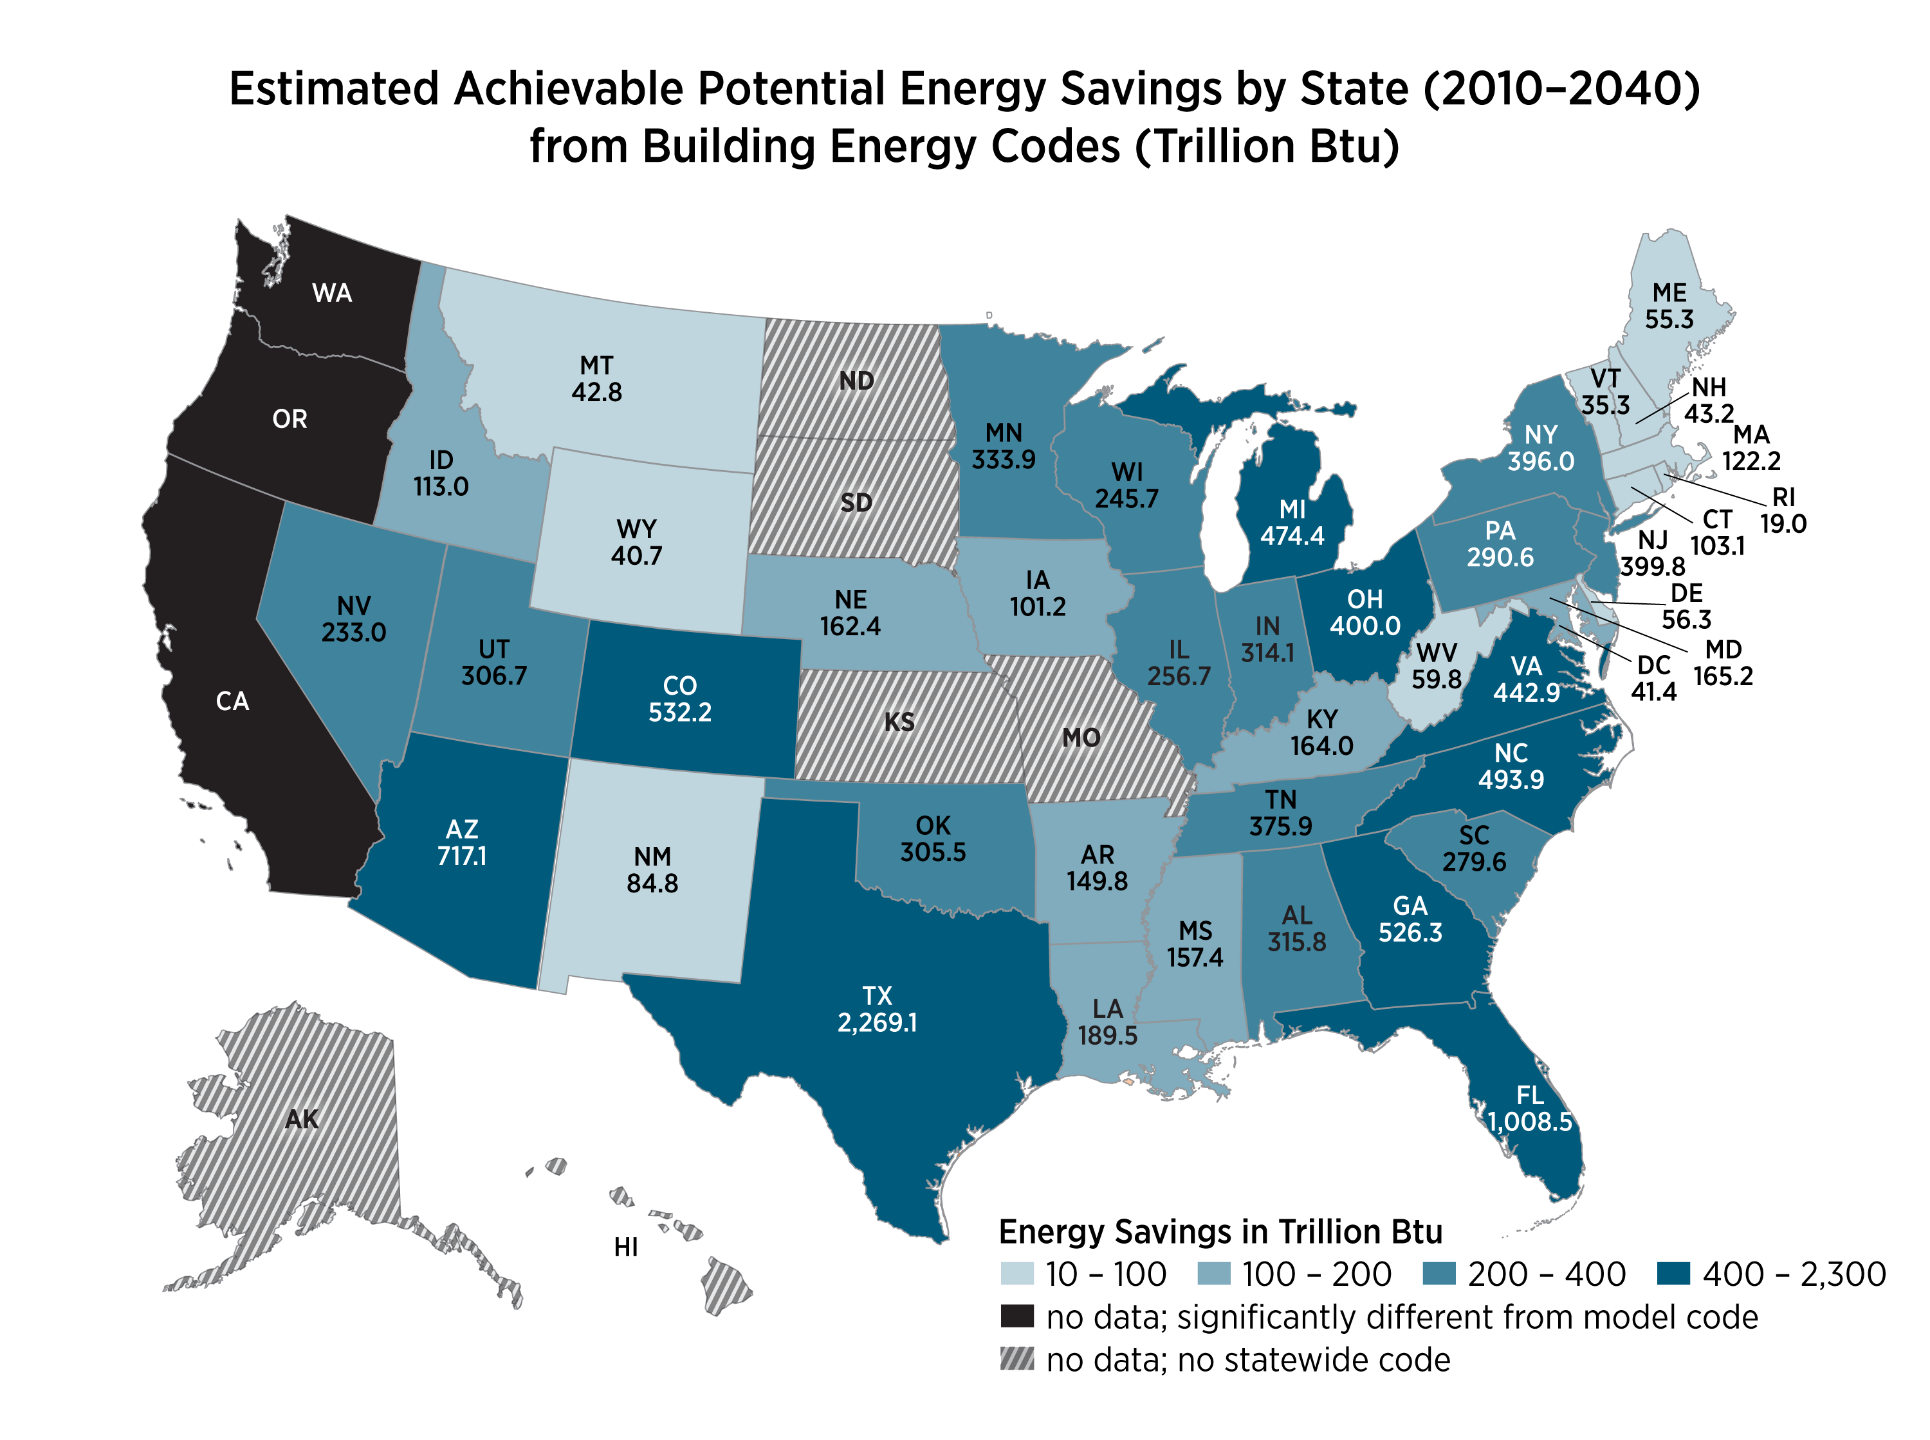 Estimated Achievable Potential Energy Savings by State (2010–2040)
from Building Energy Codes (Trillion Btu)
WA
OR
CA
ID
113.0
MT
42.8
WY
40.7
NV
233.0
UT
306.7
CO
532.2
AZ
717.1
NM
84.8
ND
SD
NE
162.4
KS
OK
305.5
TX
2,269.1
MN
333.9
IA
101.2
MO
AR
149.8
LA
189.5
WI
245.7
IL
256.7
IN
314.1
MI
474.4
OH
400.0
KY
164.0
TN
375.9
MS
157.4
AL
315.8
GA
526.3
FL
1,008.5
SC
279.6
NC
493.9
VA
442.9
WV
59.8
PA
290.6
NY
396.0
ME
55.3
VT
35.3
NH
43.2
MA
122.2
RI
19.0
CT
103.1
NJ
399.8
DE
56.3
MD
165.2
DC
41.4
AK
HI
Energy Savings in Trillion Btu
10 – 100
100 – 200
200 – 400
400 – 2,300
no data; significantly different from model code
no data; no statewide code